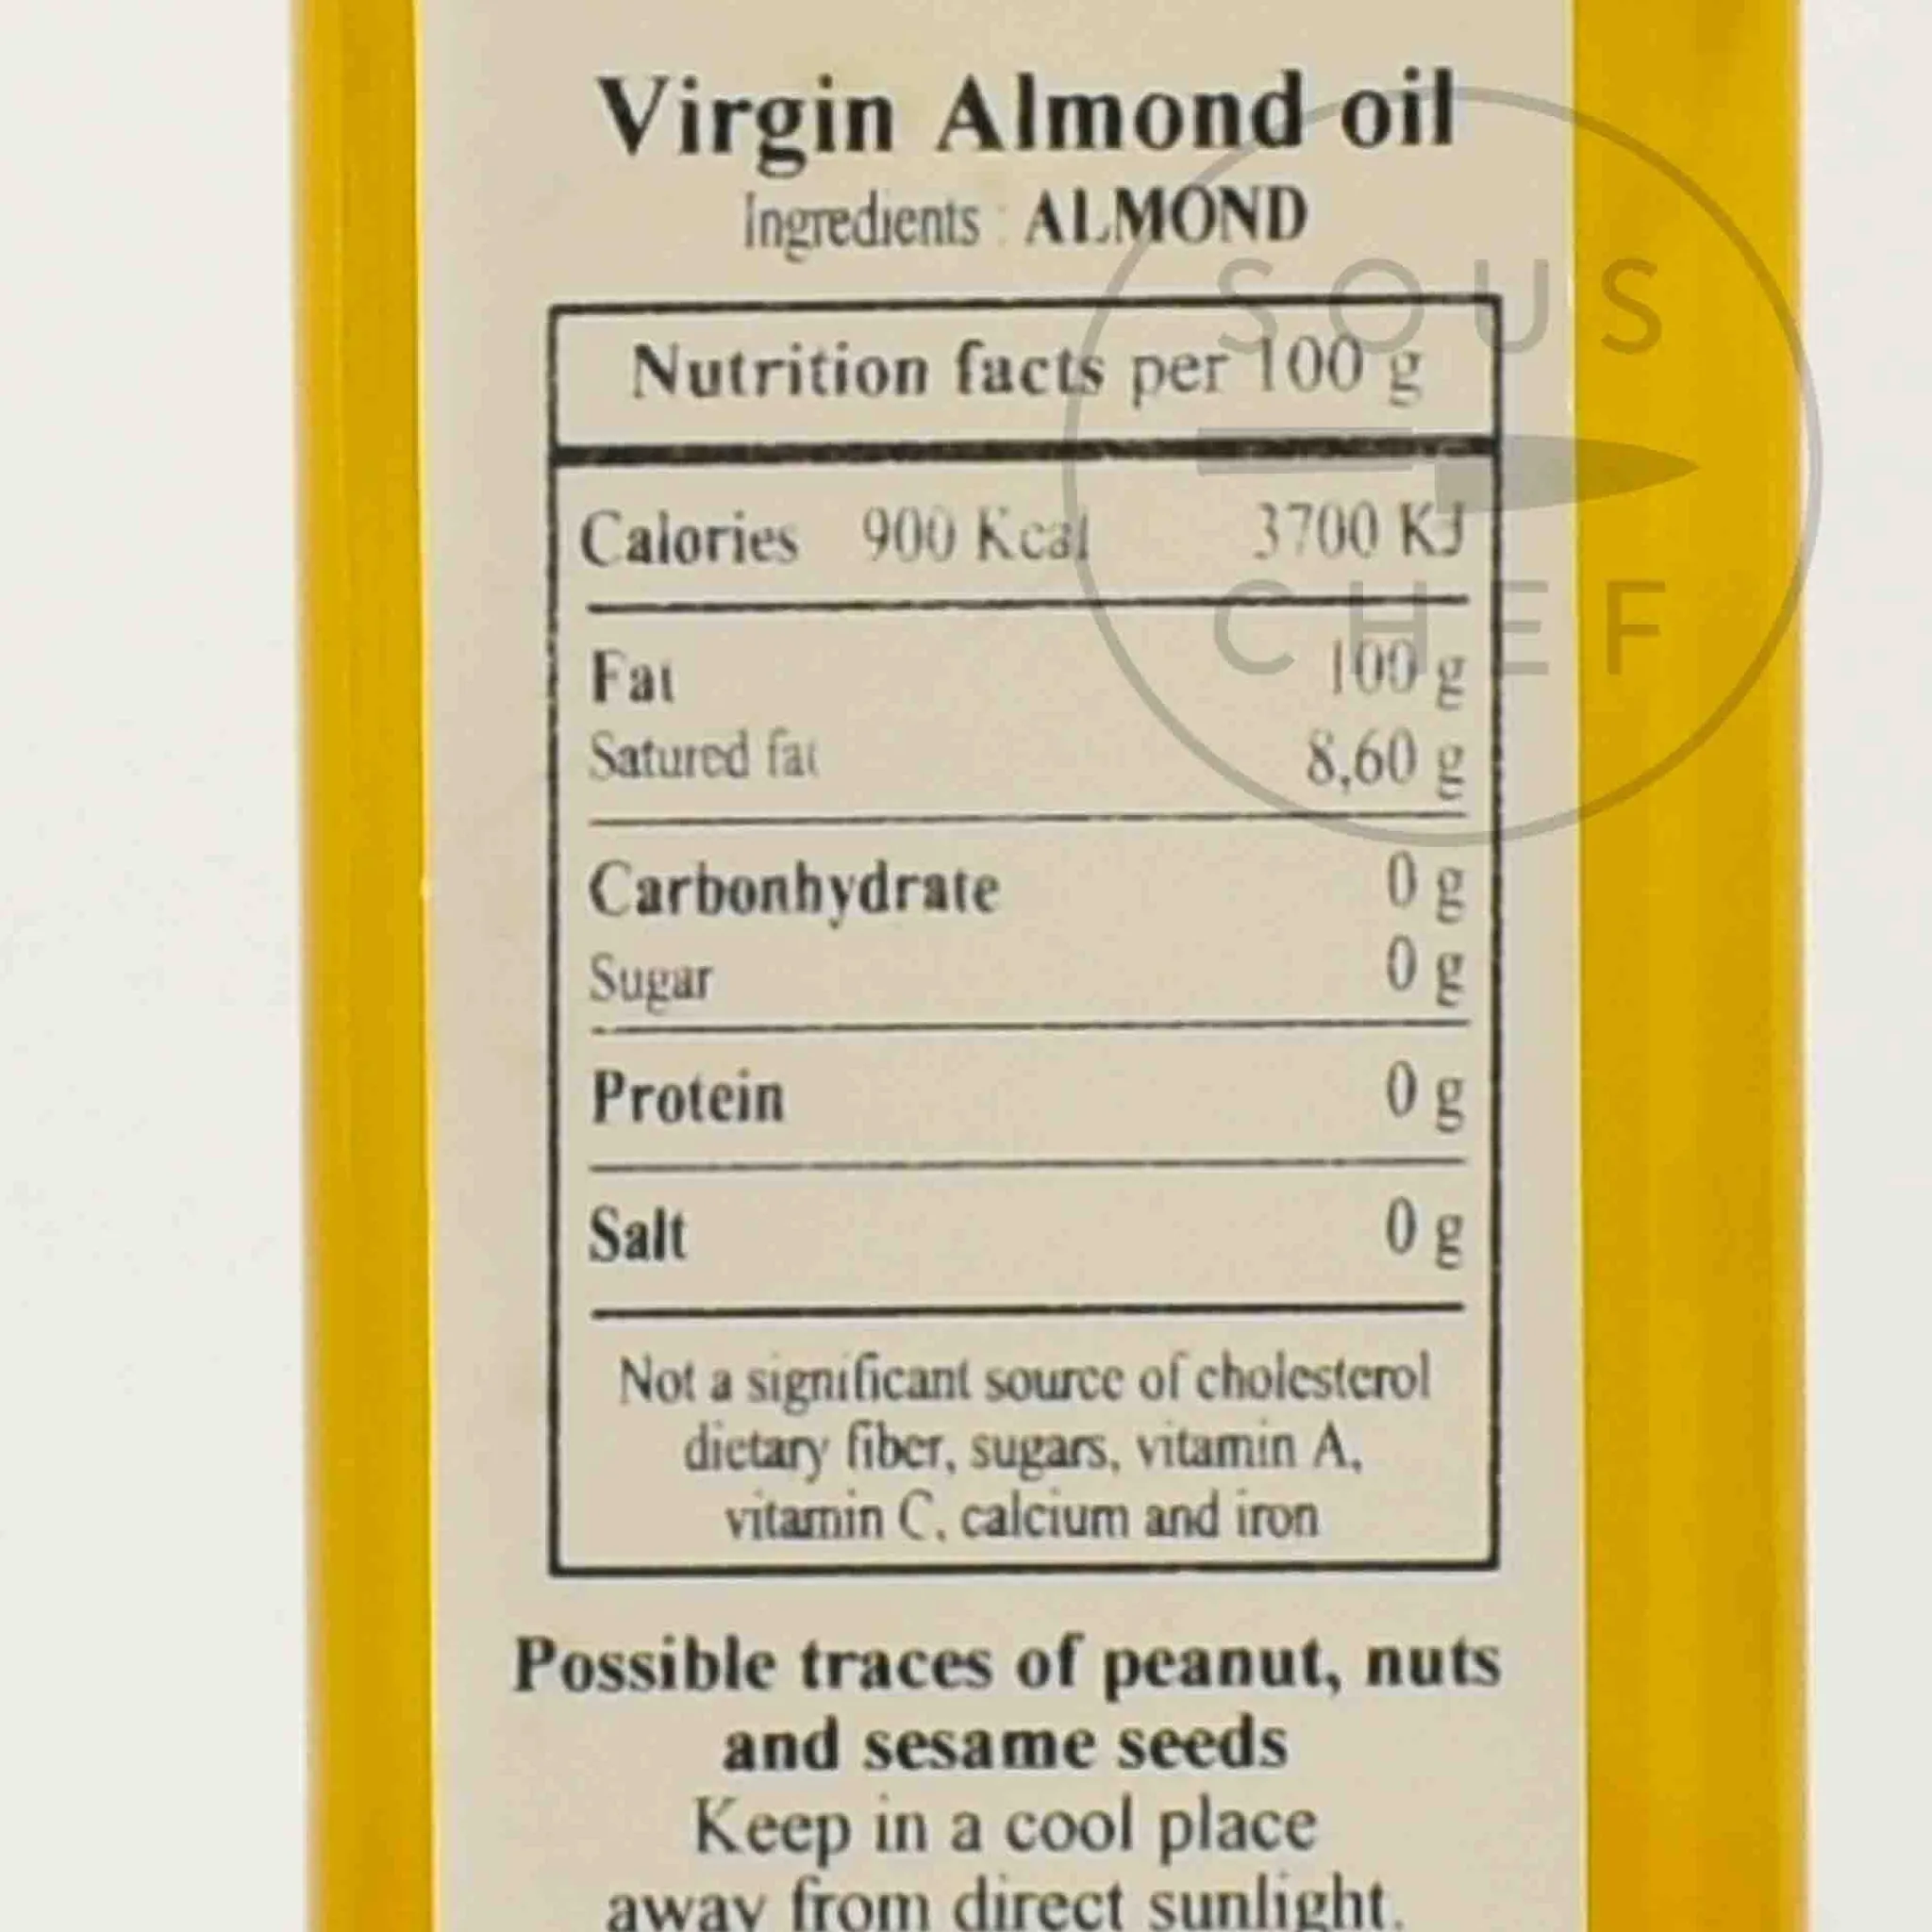 Virgin Almond oil
Ingredients : ALMOND
SOUS
CHEF
Nutrition facts per 100 g
Calories 900 Kcal 3700 KJ
Fat 100 g
Satured fat 8,60 g
Carbonhydrate 0 g
Sugar 0 g
Protein 0 g
Salt 0 g
Not a significant source of cholesterol
dietary fiber, sugars, vitamin A,
vitamin C, calcium and iron
Possible traces of peanut, nuts
and sesame seeds
Keep in a cool place
away from direct sunlight.